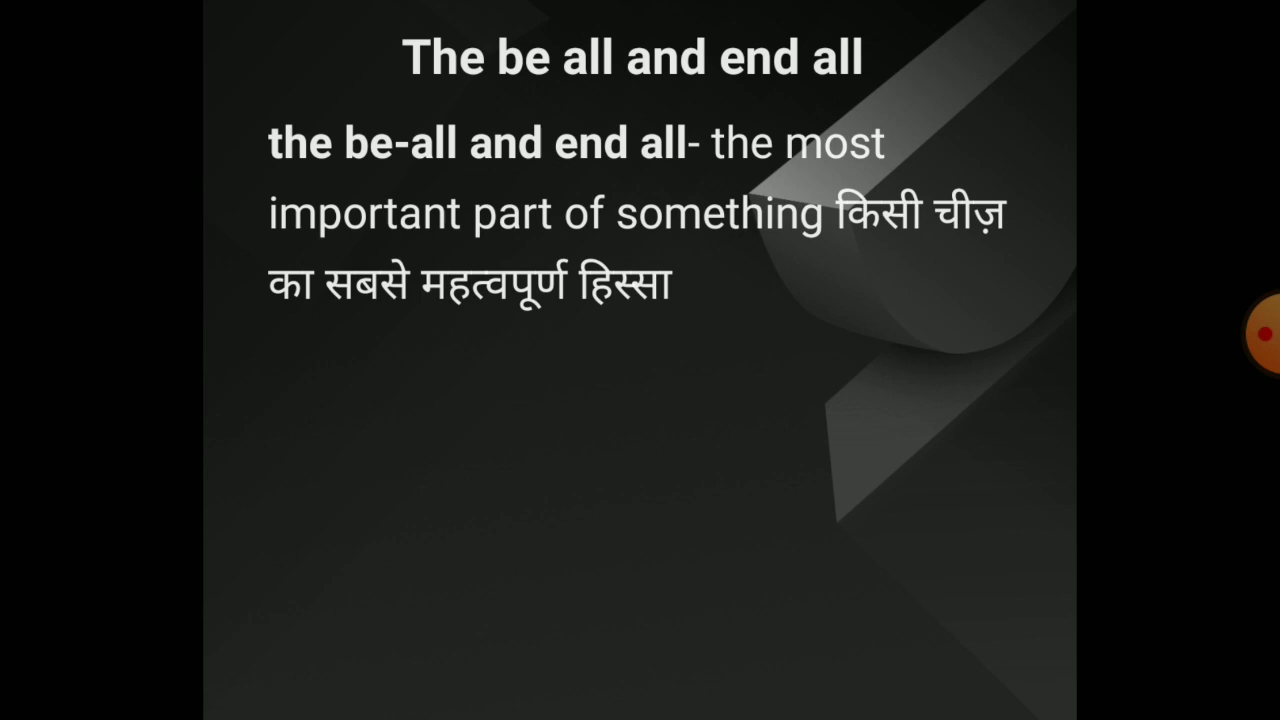 The be all and end all
the be-all and end all- the most
important part of something किसी चीज़
का सबसे महत्वपूर्ण हिस्सा